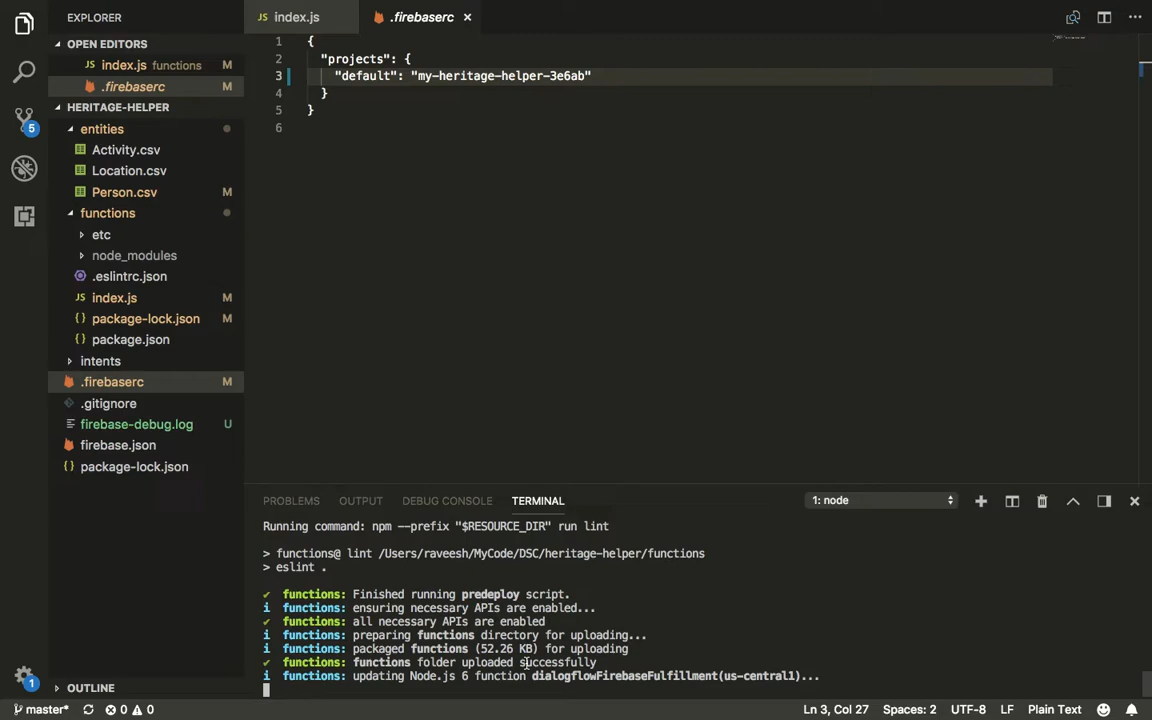 EXPLORER
OPEN EDITORS
JS index.js functions
.firebaserc
HERITAGE-HELPER
entities
Activity.csv
Location.csv
Person.csv M
functions
etc
node_modules
.eslintrc.json
JS index.js M
{} package-lock.json M
{} package.json
intents
.firebaserc M
.gitignore
firebase-debug.log U
firebase.json
{} package-lock.json
OUTLINE
5
1
JS index.js
.firebaserc ×
1 {
2 "projects": {
3 "default": "my-heritage-helper-3e6ab"
4 }
5 }
6
PROBLEMS OUTPUT DEBUG CONSOLE TERMINAL 1: node
Running command: npm --prefix "$RESOURCE_DIR" run lint
> functions@ lint /Users/raveesh/MyCode/DSC/heritage-helper/functions
> eslint .
✔ functions: Finished running predeploy script.
i functions: ensuring necessary APIs are enabled...
✔ functions: all necessary APIs are enabled
i functions: preparing functions directory for uploading...
i functions: packaged functions (52.26 KB) for uploading
✔ functions: functions folder uploaded successfully
i functions: updating Node.js 6 function dialogflowFirebaseFulfillment(us-central1)...
master* 0 0 Ln 3, Col 27 Spaces: 2 UTF-8 LF Plain Text